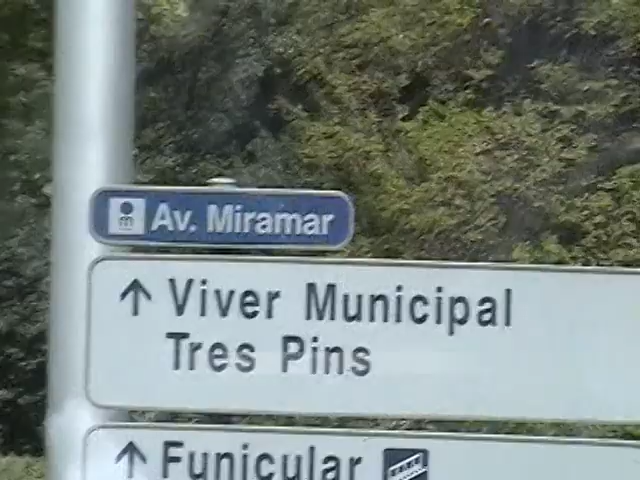 Av. Miramar
↑ Viver Municipal
Tres Pins
↑ Funicular